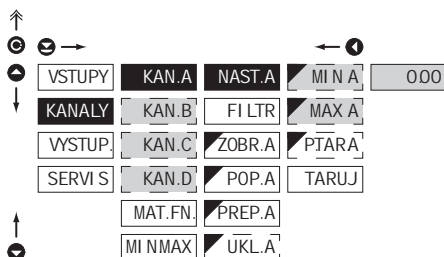 VSTUPY KAN.A NAST.A MIN A 0.00
KANALY KAN.B FILTR MAX A
VYSTUP. KAN.C ZOBR.A P.TARA
SERVIS KAN.D POP.A TARUJ
MAT.FN. PREP.A
MINMAX UKL.A